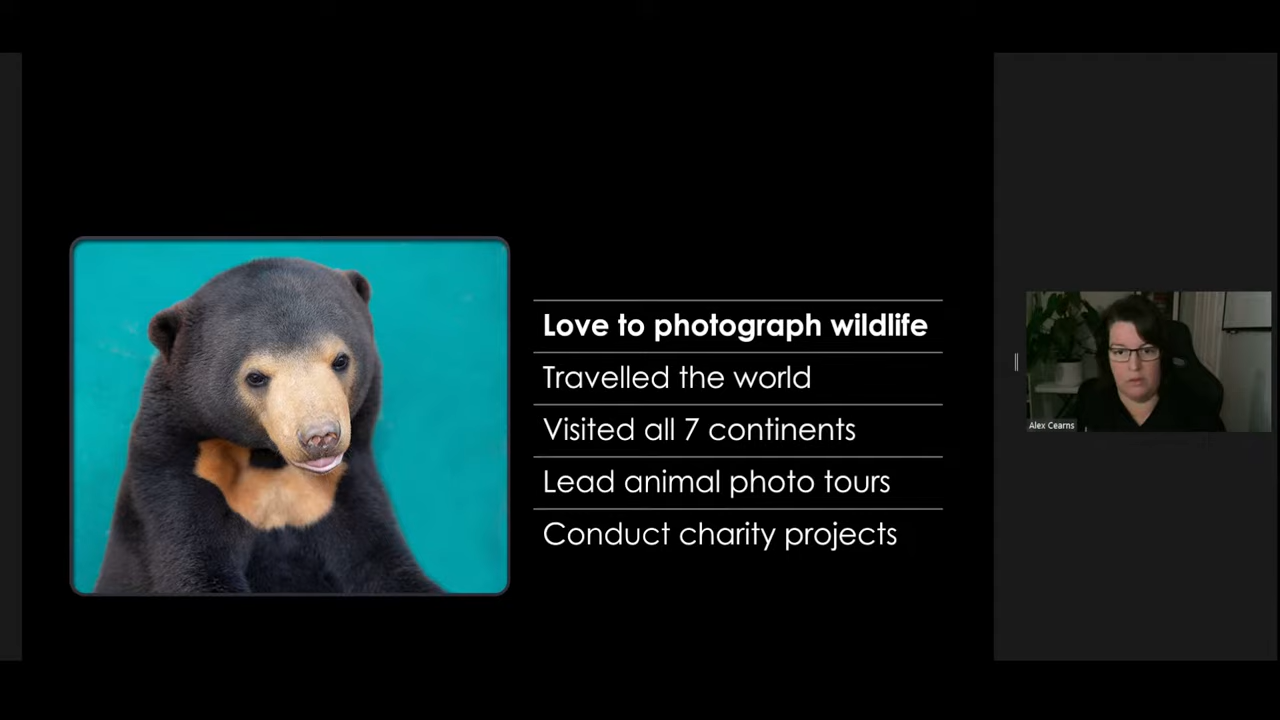 Love to photograph wildlife
Travelled the world
Visited all 7 continents
Lead animal photo tours
Conduct charity projects
Alex Cearns